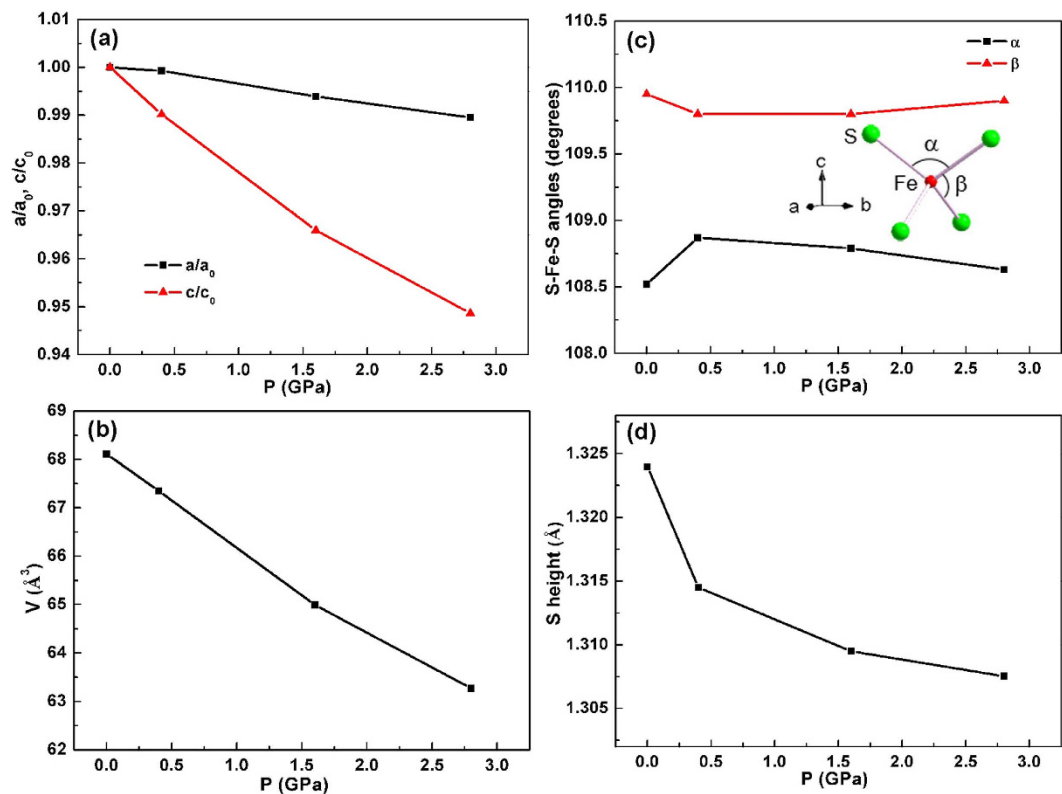 (a)
1.01
1.00
0.99
0.98
0.97
0.96
0.95
0.94
a/a₀, c/c₀
a/a₀
c/c₀
0.0 0.5 1.0 1.5 2.0 2.5 3.0
P (GPa)
(c)
110.5
110.0
109.5
109.0
108.5
108.0
S-Fe-S angles (degrees)
α
β
S
α
Fe
β
c
a
b
0.0 0.5 1.0 1.5 2.0 2.5 3.0
P (GPa)
(b)
69
68
67
66
65
64
63
62
V (Å³)
0.0 0.5 1.0 1.5 2.0 2.5 3.0
P (GPa)
(d)
1.325
1.320
1.315
1.310
1.305
S height (Å)
0.0 0.5 1.0 1.5 2.0 2.5 3.0
P (GPa)